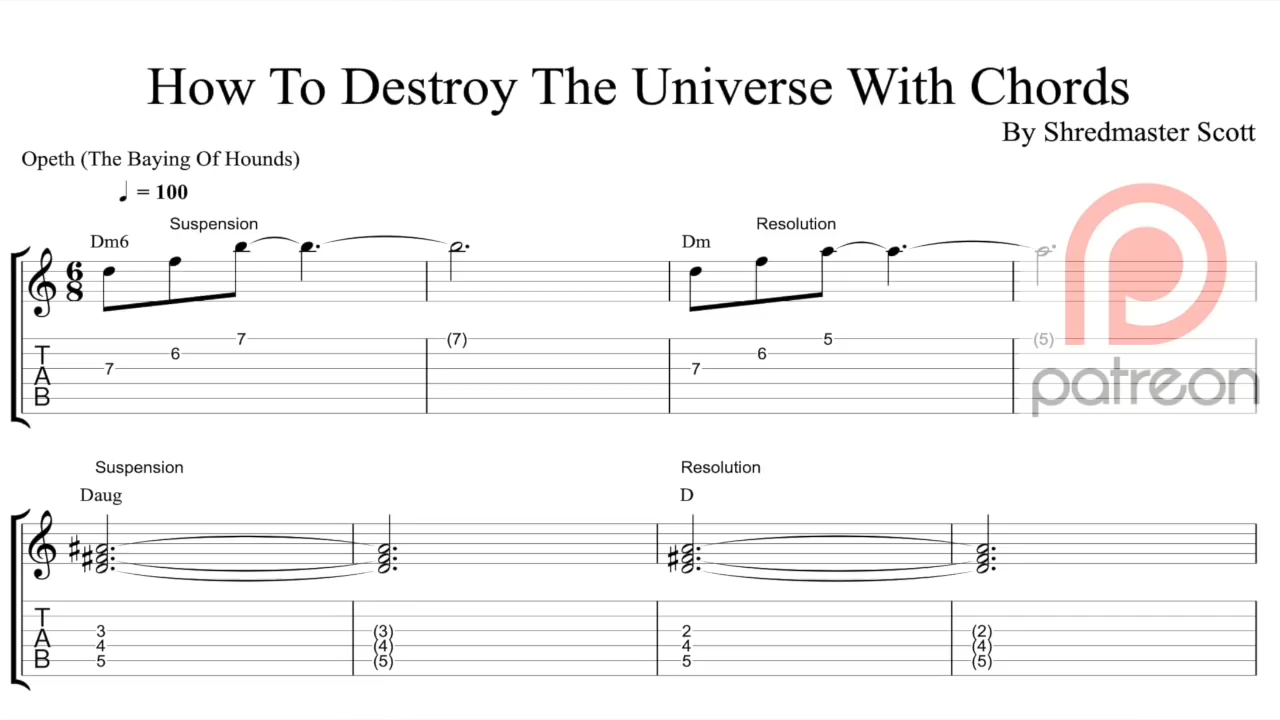 How To Destroy The Universe With Chords
By Shredmaster Scott
Opeth (The Baying Of Hounds)
♩ = 100
Suspension Resolution
Dm6 Dm
6
8
7 6 7 (7) 7 6 5 (5)
T
A
B
patreon
Suspension Resolution
Daug D
T
A
B
3 (3) 2 (2)
4 (4) 4 (4)
5 (5) 5 (5)